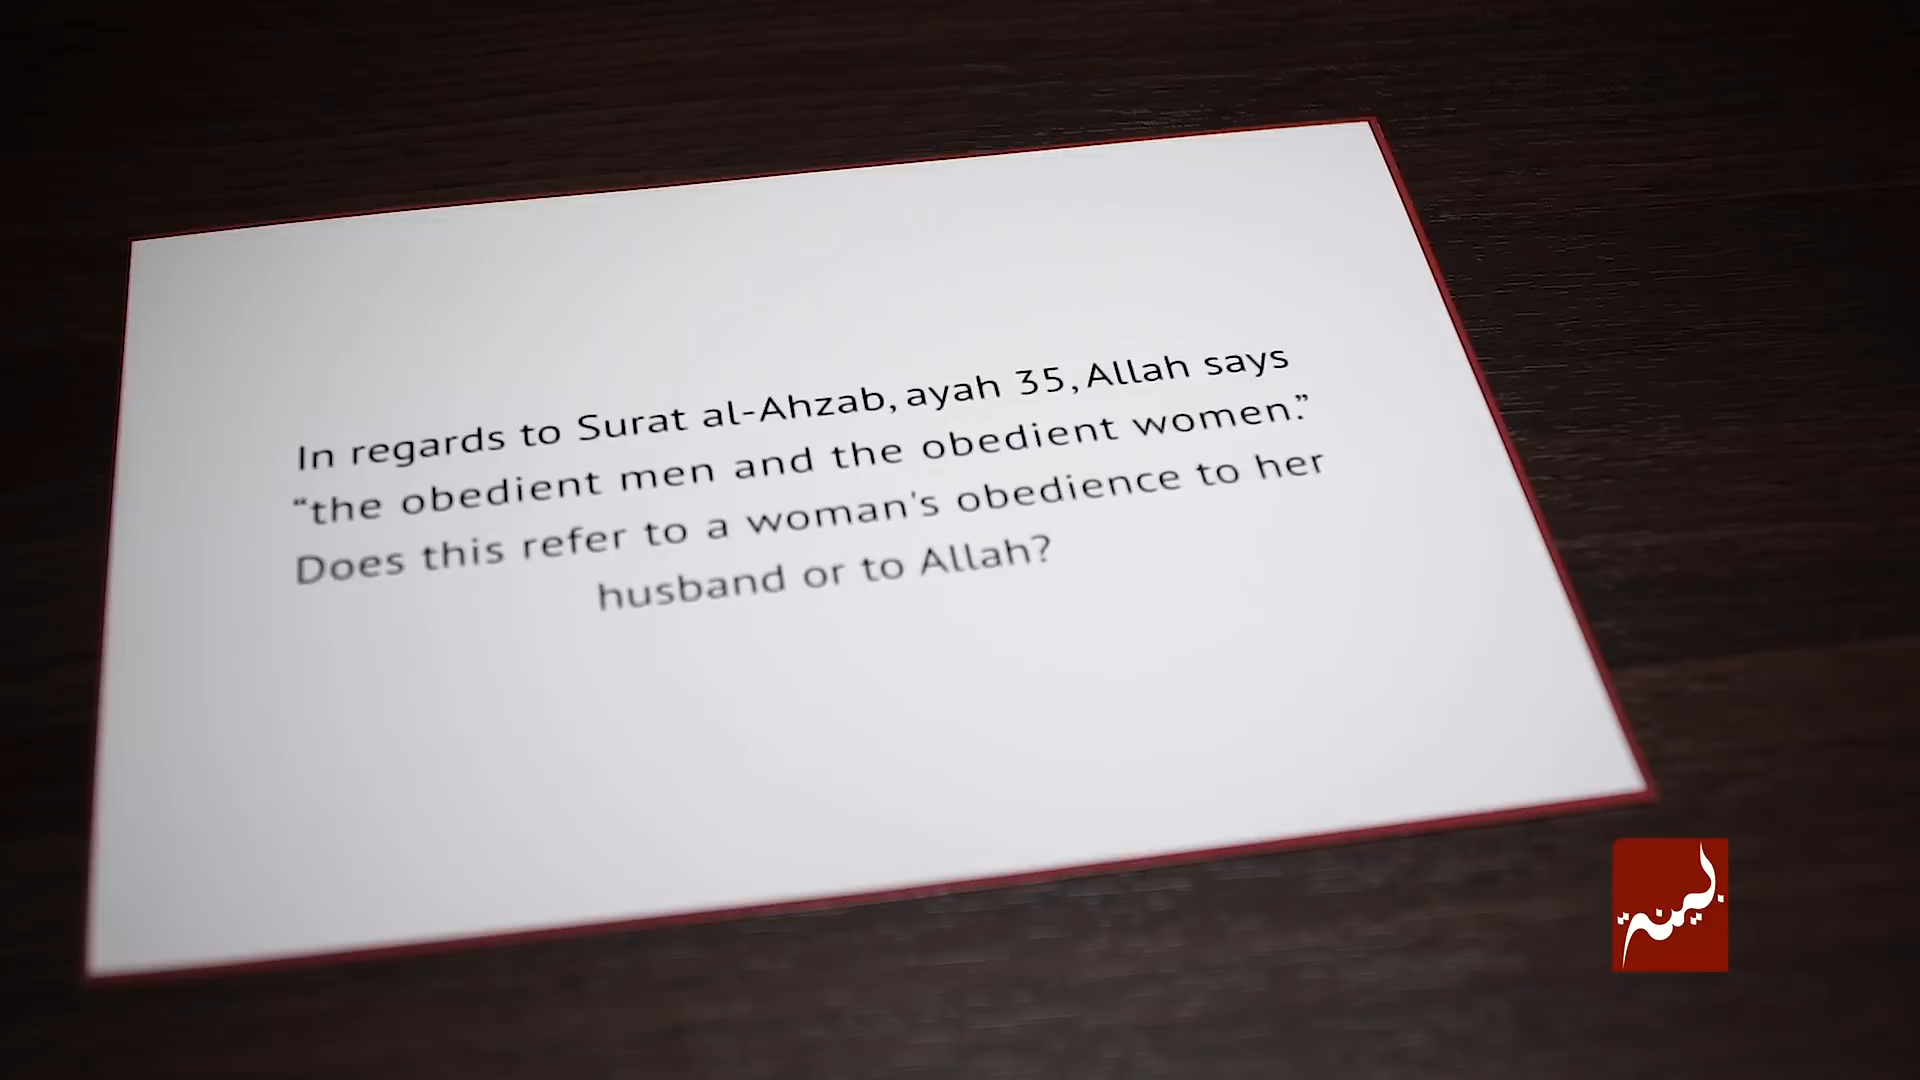 In regards to Surat al-Ahzab, ayah 35, Allah says
“the obedient men and the obedient women.”
Does this refer to a woman's obedience to her
husband or to Allah?
بينة